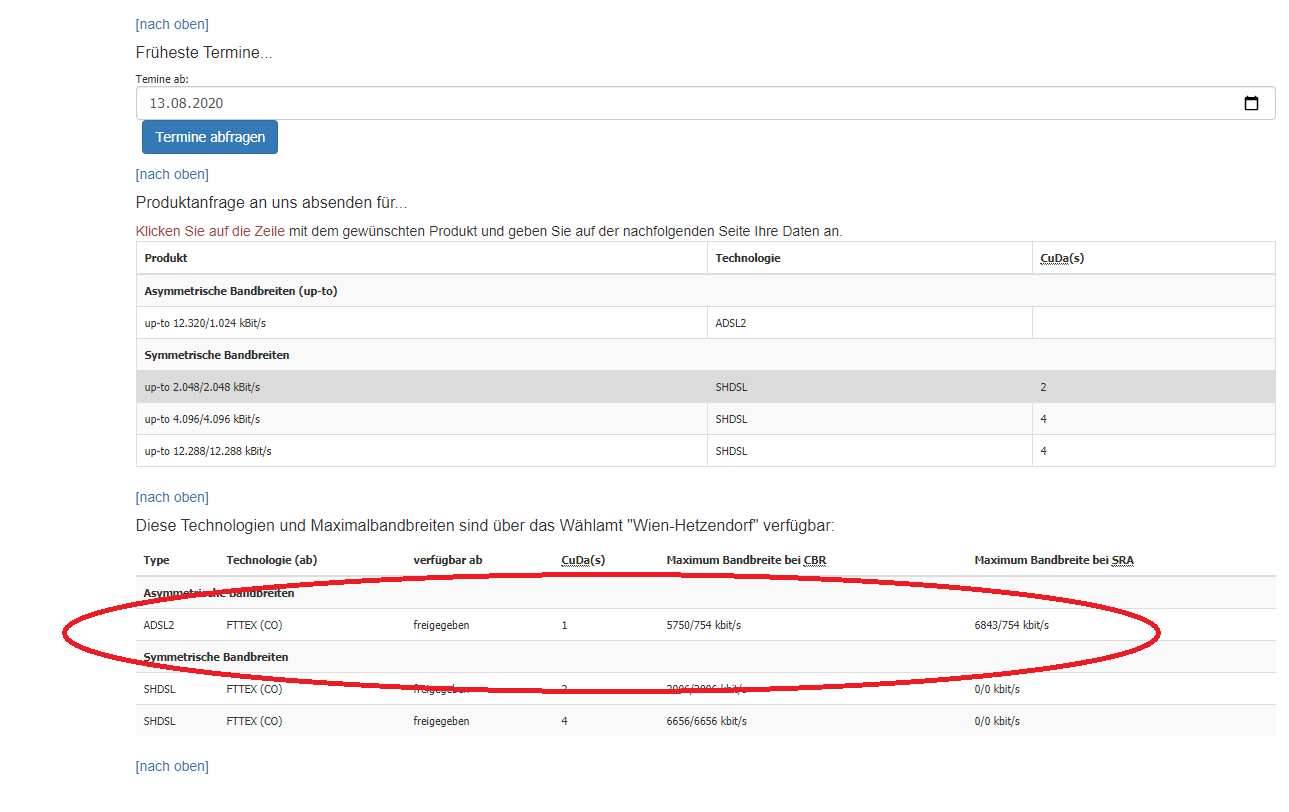 [nach oben]
Früheste Termine...
Temine ab:
13.08.2020
Termine abfragen
[nach oben]
Produktanfrage an uns absenden für...
Klicken Sie auf die Zeile mit dem gewünschten Produkt und geben Sie auf der nachfolgenden Seite Ihre Daten an.
Produkt Technologie CuDa(s)
Asymmetrische Bandbreiten (up-to)
up-to 12.320/1.024 kBit/s ADSL2
Symmetrische Bandbreiten
up-to 2.048/2.048 kBit/s SHDSL 2
up-to 4.096/4.096 kBit/s SHDSL 4
up-to 12.288/12.288 kBit/s SHDSL 4
[nach oben]
Diese Technologien und Maximalbandbreiten sind über das Wählamt "Wien-Hetzendorf" verfügbar:
Type Technologie (ab) verfügbar ab CuDa(s) Maximum Bandbreite bei CBR Maximum Bandbreite bei SRA
Asymmetrische Bandbreiten
ADSL2 FTTEX (CO) freigegeben 1 5750/754 kbit/s 6843/754 kbit/s
Symmetrische Bandbreiten
SHDSL FTTEX (CO) freigegeben 2 0/0 kbit/s
SHDSL FTTEX (CO) freigegeben 4 6656/6656 kbit/s 0/0 kbit/s
[nach oben]